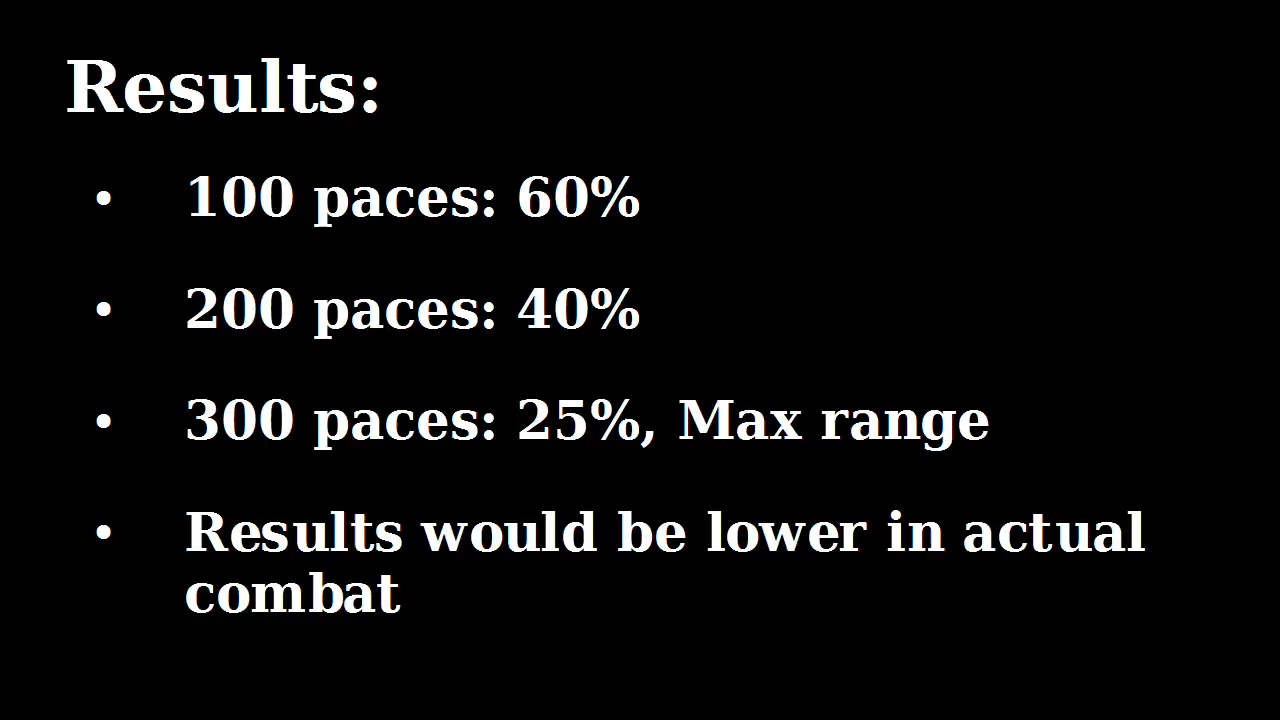 Results:
• 100 paces: 60%
• 200 paces: 40%
• 300 paces: 25%, Max range
• Results would be lower in actual
combat